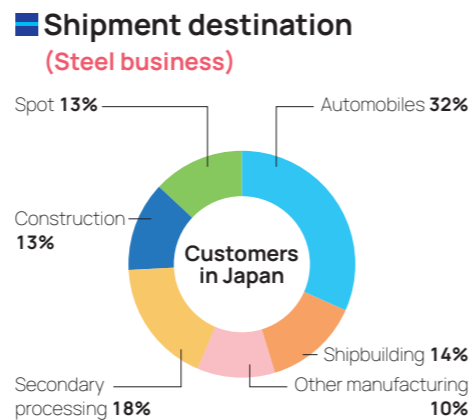 Shipment destination
(Steel business)
Spot 13%
Automobiles 32%
Construction
13%
Customers
in Japan
Shipbuilding 14%
Secondary
processing 18%
Other manufacturing
10%